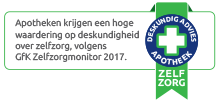 Apotheken krijgen een hoge
waardering op deskundigheid
over zelfzorg, volgens
GfK Zelfzorgmonitor 2017.
DESKUNDIG ADVIES
APOTHEEK
ZELF
ZORG